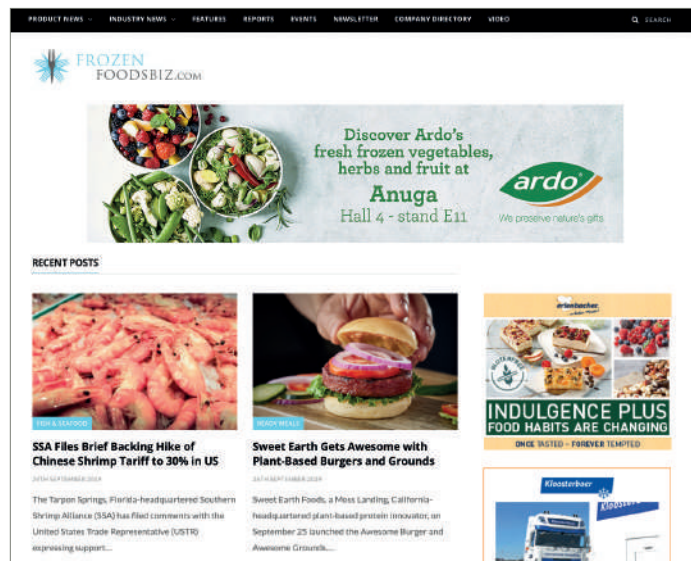 PRODUCT NEWS INDUSTRY NEWS FEATURES REPORTS EVENTS NEWSLETTER COMPANY DIRECTORY VIDEO SEARCH
FROZEN
FOODSBIZ.COM
Discover Ardo's
fresh frozen vegetables,
herbs and fruit at
Anuga
Hall 4 - stand E11
ardo
We preserve nature's gifts
RECENT POSTS
FISH & SEAFOOD
SSA Files Brief Backing Hike of
Chinese Shrimp Tariff to 30% in US
26TH SEPTEMBER 2019
The Tarpon Springs, Florida-headquartered Southern
Shrimp Alliance (SSA) has filed comments with the
United States Trade Representative (USTR)
expressing support...
READY MEALS
Sweet Earth Gets Awesome with
Plant-Based Burgers and Grounds
26TH SEPTEMBER 2019
Sweet Earth Foods, a Moss Landing, California-
headquartered plant-based protein innovator, on
September 25 launched the Awesome Burger and
Awesome Grounds...
erlenbacher
GLUTENFREE
INDULGENCE PLUS
FOOD HABITS ARE CHANGING
ONCE TASTED – FOREVER TEMPTED
Kloosterboer